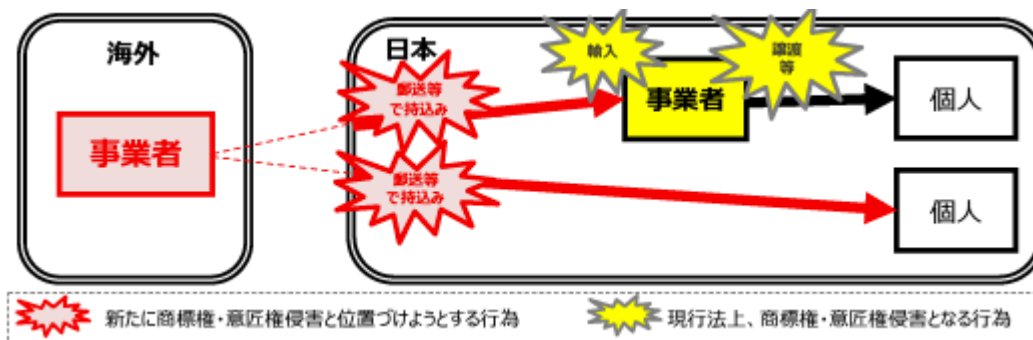 海外
日本
事業者
郵送等
で持込み
輸入
事業者
譲渡
等
個人
郵送等
で持込み
個人
新たに商標権・意匠権侵害と位置づけようとする行為
現行法上、商標権・意匠権侵害となる行為